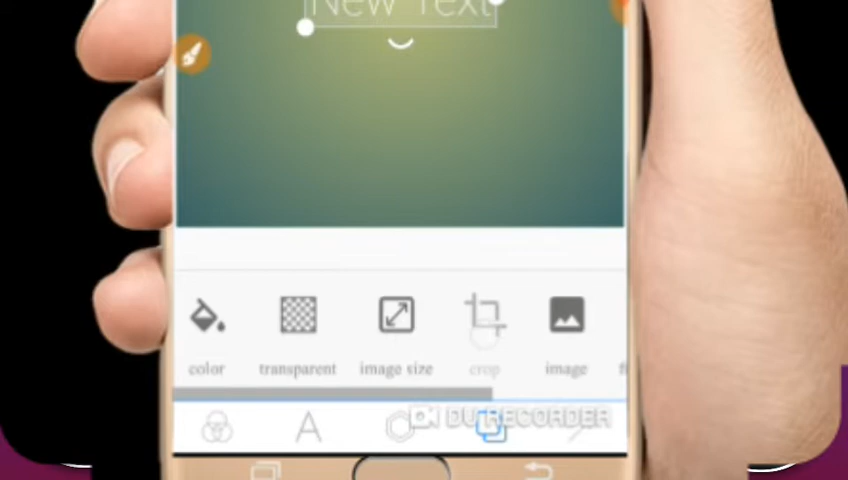 New Text
color transparent image size crop image
A
DU RECORDER